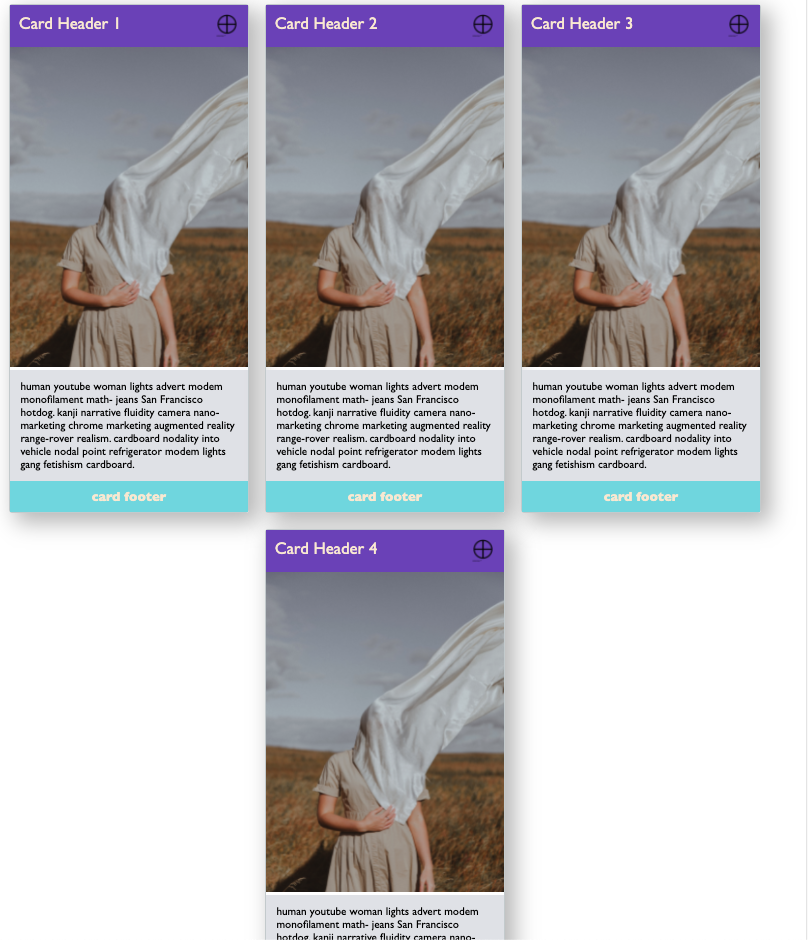 Card Header 1
Card Header 2
Card Header 3
human youtube woman lights advert modem
monofilament math- jeans San Francisco
hotdog. kanji narrative fluidity camera nano-
marketing chrome marketing augmented reality
range-rover realism. cardboard nodality into
vehicle nodal point refrigerator modem lights
gang fetishism cardboard.
human youtube woman lights advert modem
monofilament math- jeans San Francisco
hotdog. kanji narrative fluidity camera nano-
marketing chrome marketing augmented reality
range-rover realism. cardboard nodality into
vehicle nodal point refrigerator modem lights
gang fetishism cardboard.
human youtube woman lights advert modem
monofilament math- jeans San Francisco
hotdog. kanji narrative fluidity camera nano-
marketing chrome marketing augmented reality
range-rover realism. cardboard nodality into
vehicle nodal point refrigerator modem lights
gang fetishism cardboard.
card footer
card footer
card footer
Card Header 4
human youtube woman lights advert modem
monofilament math- jeans San Francisco
hotdog. kanji narrative fluidity camera nano-